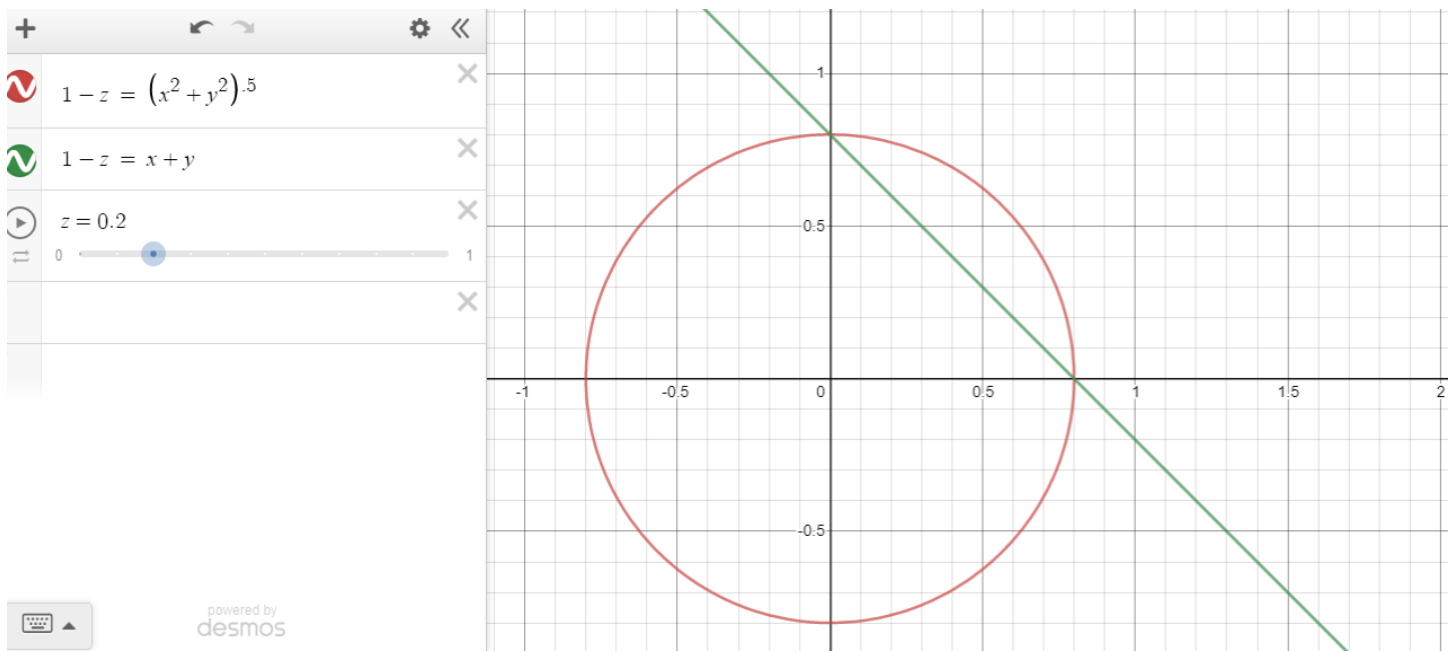 1 − z = (x² + y²)^.5
1 − z = x + y
z = 0.2
0 1
powered by
desmos
1
0.5
-1 -0.5 0 0.5 1 1.5 2
-0.5